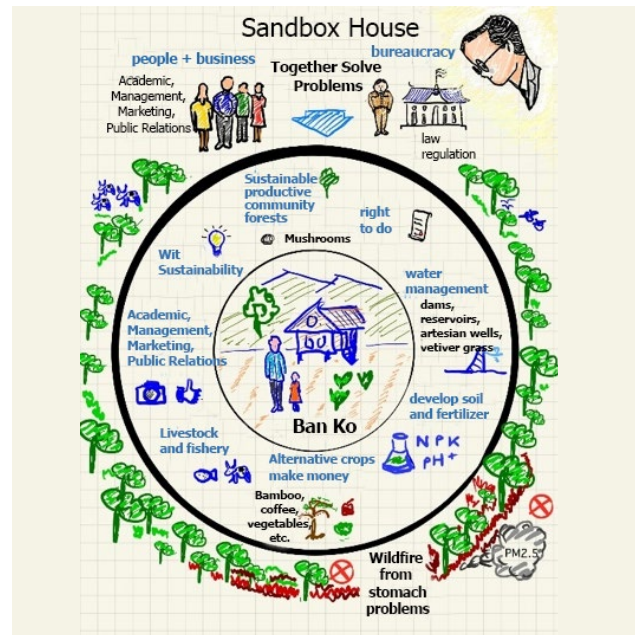 Sandbox House
people + business
bureaucracy
Together Solve
Problems
Academic,
Management,
Marketing,
Public Relations
law
regulation
Sustainable
productive
community
forests
right
to do
Mushrooms
Wit
Sustainability
water
management
dams,
reservoirs,
artesian wells,
vetiver grass
Academic,
Management,
Marketing,
Public Relations
develop soil
and fertilizer
Ban Ko
NPK
PH+
Livestock
and fishery
Alternative crops
make money
Bamboo,
coffee,
vegetables,
etc.
PM2.5
Wildfire
from
stomach
problems